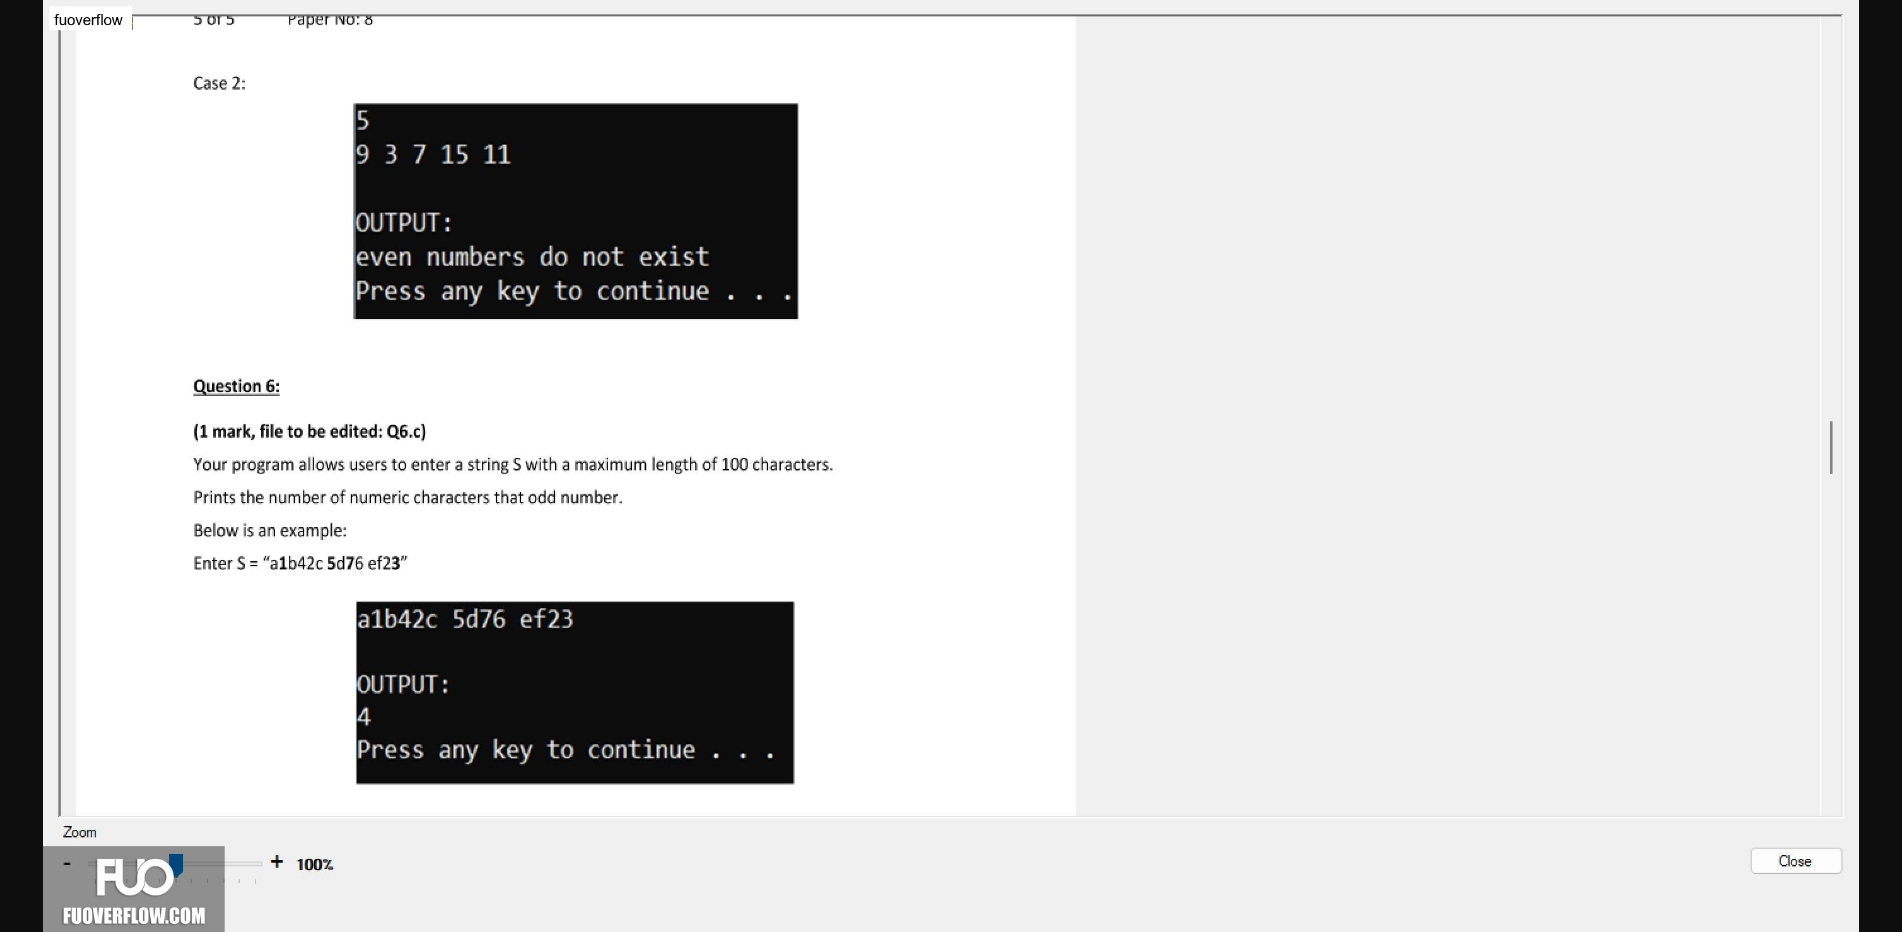 fuoverflow
5 of 5 Paper No: 8
Case 2:
5
9 3 7 15 11
OUTPUT:
even numbers do not exist
Press any key to continue . . .
Question 6:
(1 mark, file to be edited: Q6.c)
Your program allows users to enter a string S with a maximum length of 100 characters.
Prints the number of numeric characters that odd number.
Below is an example:
Enter S = “a1b42c 5d76 ef23”
a1b42c 5d76 ef23
OUTPUT:
4
Press any key to continue . . .
Zoom
- + 100%
Close
FUO
FUOVERFLOW.COM